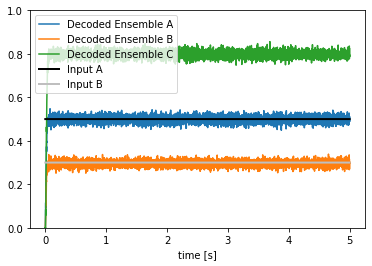 1.0
0.8
0.6
0.4
0.2
0.0
Decoded Ensemble A
Decoded Ensemble B
Decoded Ensemble C
Input A
Input B
0 1 2 3 4 5
time [s]